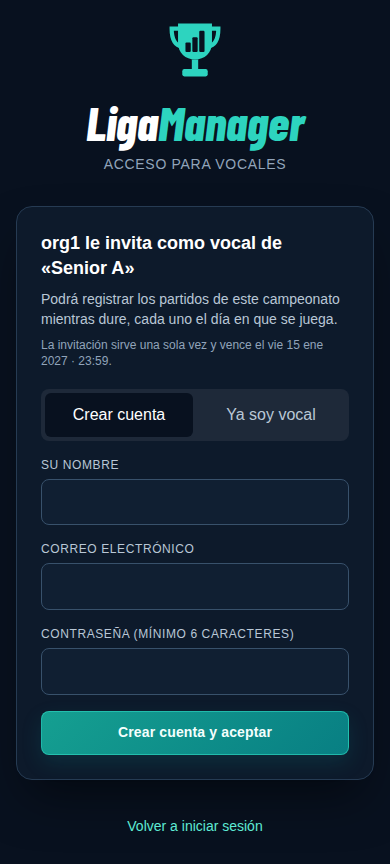 LigaManager
ACCESO PARA VOCALES
org1 le invita como vocal de
«Senior A»
Podrá registrar los partidos de este campeonato
mientras dure, cada uno el día en que se juega.
La invitación sirve una sola vez y vence el vie 15 ene
2027 · 23:59.
Crear cuenta
Ya soy vocal
SU NOMBRE
CORREO ELECTRÓNICO
CONTRASEÑA (MÍNIMO 6 CARACTERES)
Crear cuenta y aceptar
Volver a iniciar sesión